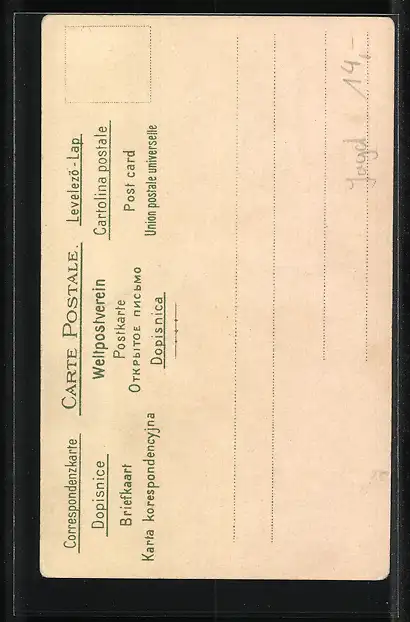 Correspondenzkarte CARTE POSTALE. Levelező-Lap
Dopisnice Weltpostverein Cartolina postale
Briefkaart Postkarte Post card
Karta korespondencyjna Открытое письмо Union postale universelle
Dopisnica
Jagd 14,-